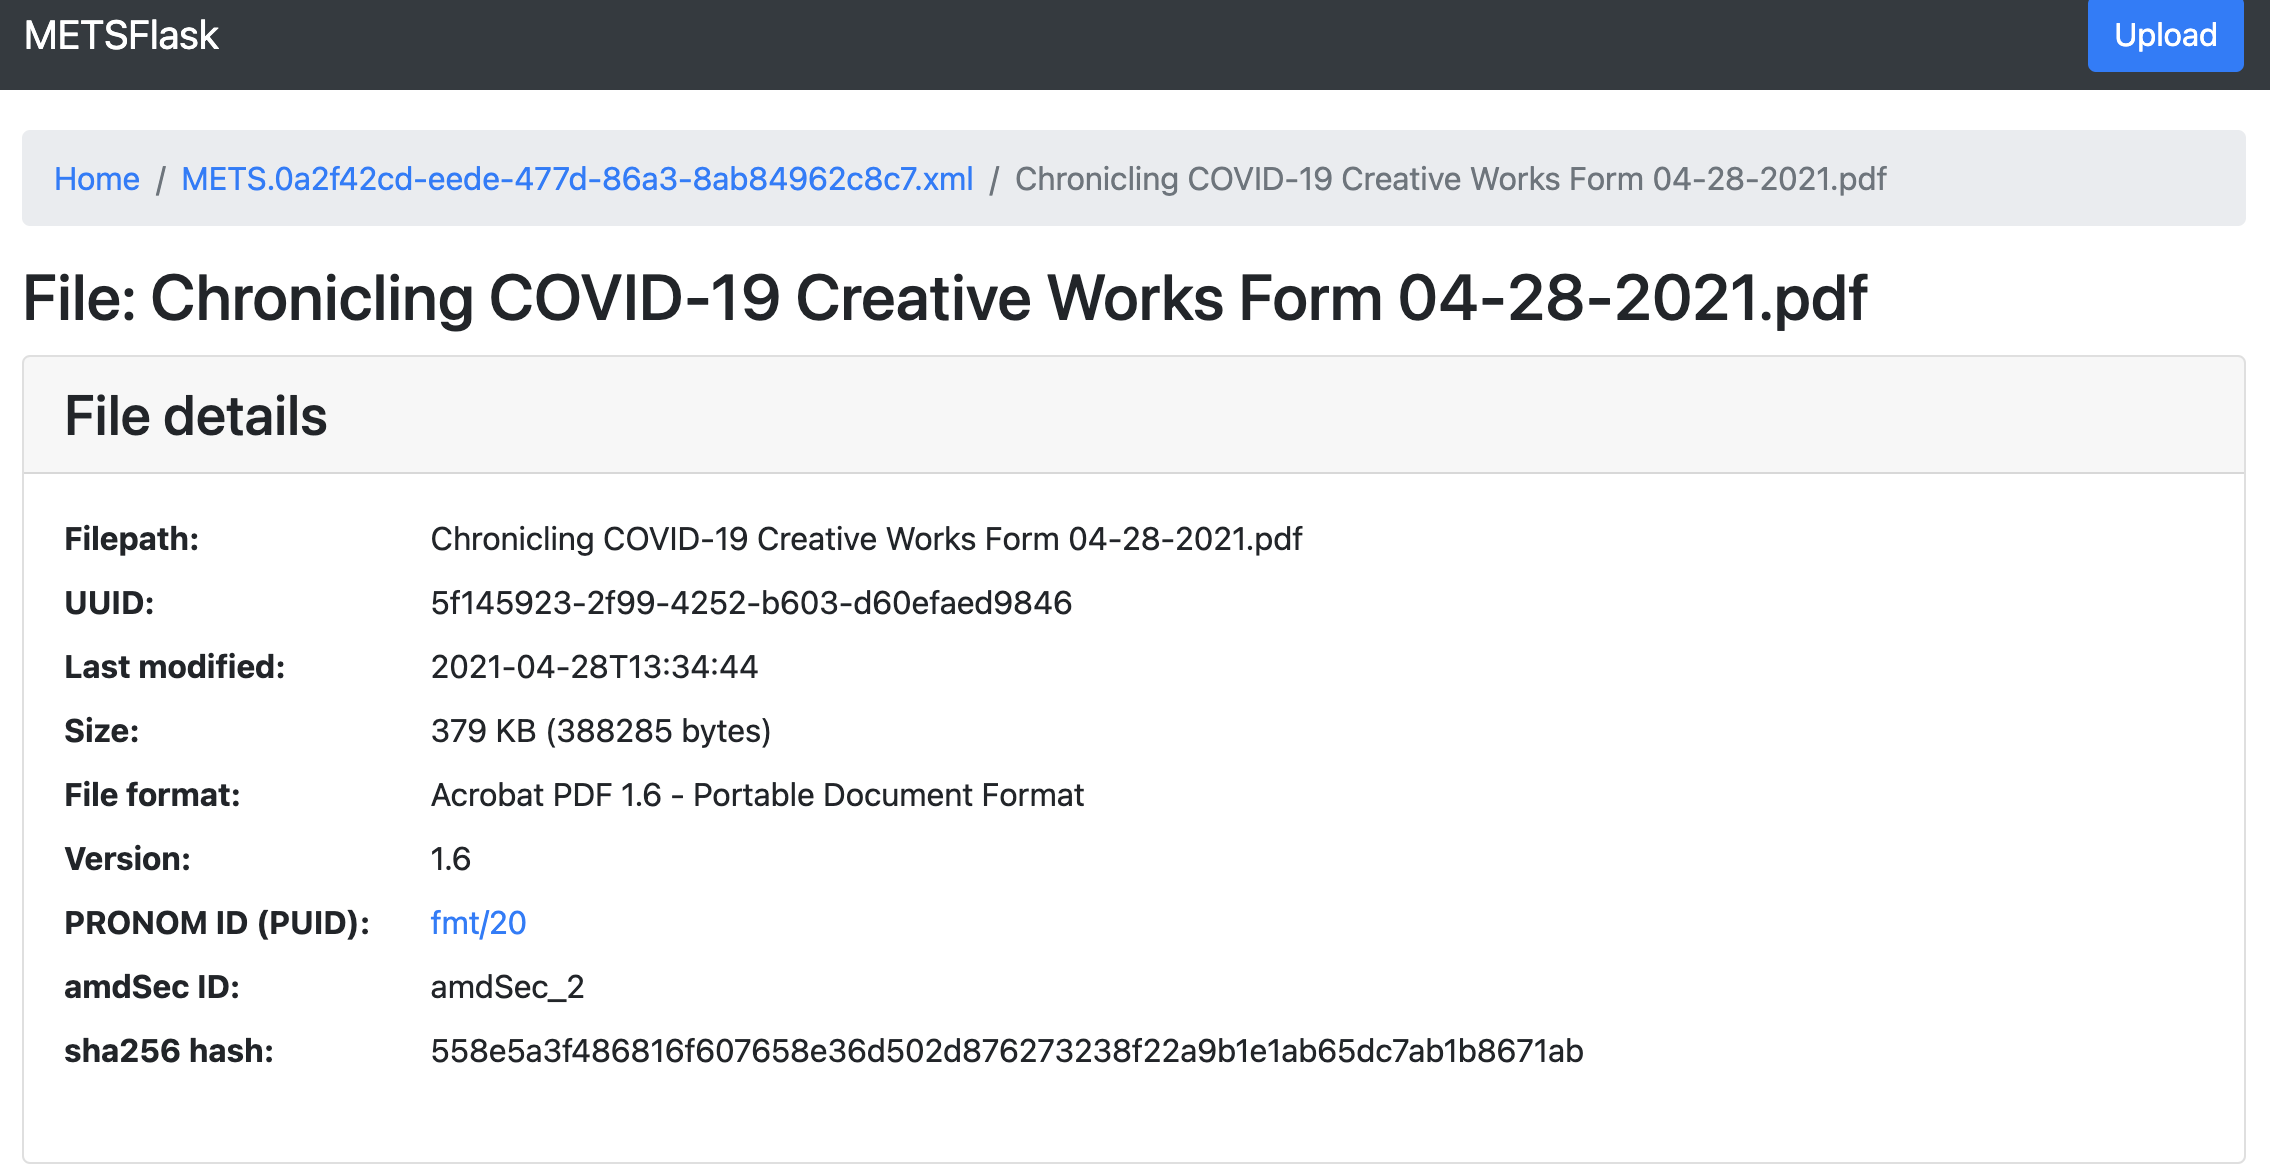 METSFlask Upload
Home / METS.0a2f42cd-eede-477d-86a3-8ab84962c8c7.xml / Chronicling COVID-19 Creative Works Form 04-28-2021.pdf
File: Chronicling COVID-19 Creative Works Form 04-28-2021.pdf
File details
Filepath: Chronicling COVID-19 Creative Works Form 04-28-2021.pdf
UUID: 5f145923-2f99-4252-b603-d60efaed9846
Last modified: 2021-04-28T13:34:44
Size: 379 KB (388285 bytes)
File format: Acrobat PDF 1.6 - Portable Document Format
Version: 1.6
PRONOM ID (PUID): fmt/20
amdSec ID: amdSec_2
sha256 hash: 558e5a3f486816f607658e36d502d876273238f22a9b1e1ab65dc7ab1b8671ab